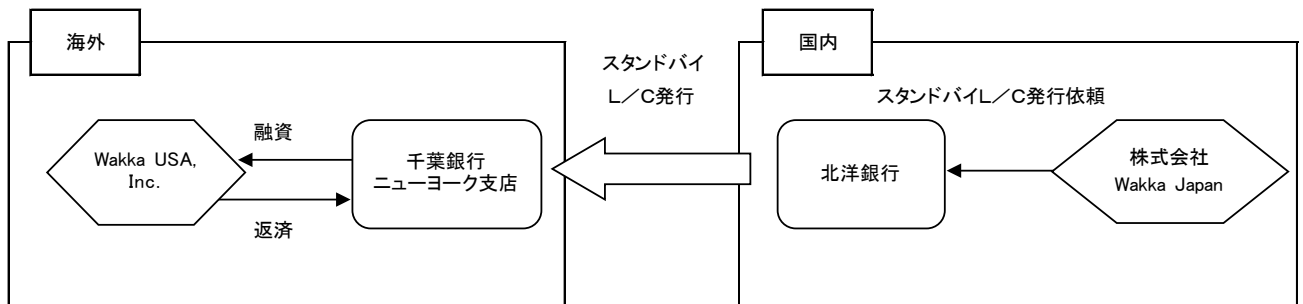 海外
国内
スタンドバイ
L/C発行
スタンドバイL/C発行依頼
融資
Wakka USA,
Inc.
千葉銀行
ニューヨーク支店
返済
北洋銀行
株式会社
Wakka Japan